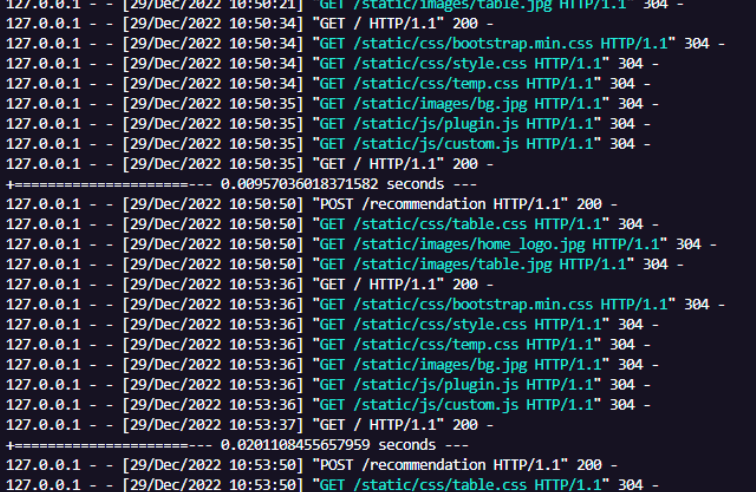 127.0.0.1 - - [29/Dec/2022 10:50:21] "GET /static/images/table.jpg HTTP/1.1" 304 -
127.0.0.1 - - [29/Dec/2022 10:50:34] "GET / HTTP/1.1" 200 -
127.0.0.1 - - [29/Dec/2022 10:50:34] "GET /static/css/bootstrap.min.css HTTP/1.1" 304 -
127.0.0.1 - - [29/Dec/2022 10:50:34] "GET /static/css/style.css HTTP/1.1" 304 -
127.0.0.1 - - [29/Dec/2022 10:50:34] "GET /static/css/temp.css HTTP/1.1" 304 -
127.0.0.1 - - [29/Dec/2022 10:50:35] "GET /static/images/bg.jpg HTTP/1.1" 304 -
127.0.0.1 - - [29/Dec/2022 10:50:35] "GET /static/js/plugin.js HTTP/1.1" 304 -
127.0.0.1 - - [29/Dec/2022 10:50:35] "GET /static/js/custom.js HTTP/1.1" 304 -
127.0.0.1 - - [29/Dec/2022 10:50:35] "GET / HTTP/1.1" 200 -
+=====================--- 0.00957036018371582 seconds ---
127.0.0.1 - - [29/Dec/2022 10:50:50] "POST /recommendation HTTP/1.1" 200 -
127.0.0.1 - - [29/Dec/2022 10:50:50] "GET /static/css/table.css HTTP/1.1" 304 -
127.0.0.1 - - [29/Dec/2022 10:50:50] "GET /static/images/home_logo.jpg HTTP/1.1" 304 -
127.0.0.1 - - [29/Dec/2022 10:50:50] "GET /static/images/table.jpg HTTP/1.1" 304 -
127.0.0.1 - - [29/Dec/2022 10:53:36] "GET / HTTP/1.1" 200 -
127.0.0.1 - - [29/Dec/2022 10:53:36] "GET /static/css/bootstrap.min.css HTTP/1.1" 304 -
127.0.0.1 - - [29/Dec/2022 10:53:36] "GET /static/css/style.css HTTP/1.1" 304 -
127.0.0.1 - - [29/Dec/2022 10:53:36] "GET /static/css/temp.css HTTP/1.1" 304 -
127.0.0.1 - - [29/Dec/2022 10:53:36] "GET /static/images/bg.jpg HTTP/1.1" 304 -
127.0.0.1 - - [29/Dec/2022 10:53:36] "GET /static/js/plugin.js HTTP/1.1" 304 -
127.0.0.1 - - [29/Dec/2022 10:53:36] "GET /static/js/custom.js HTTP/1.1" 304 -
127.0.0.1 - - [29/Dec/2022 10:53:37] "GET / HTTP/1.1" 200 -
+=====================--- 0.0201108455657959 seconds ---
127.0.0.1 - - [29/Dec/2022 10:53:50] "POST /recommendation HTTP/1.1" 200 -
127.0.0.1 - - [29/Dec/2022 10:53:50] "GET /static/css/table.css HTTP/1.1" 304 -